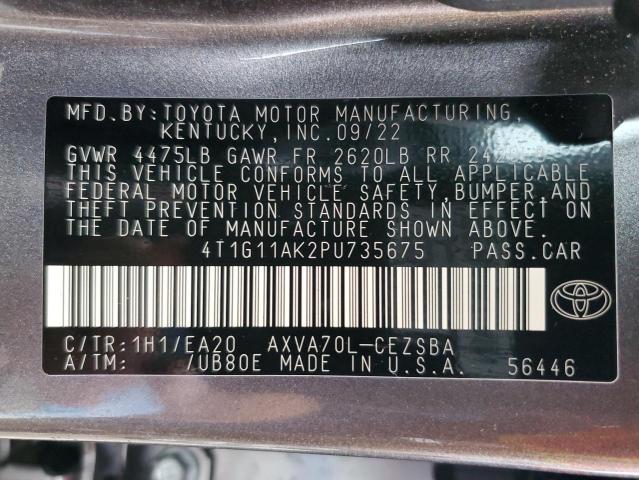 MFD. BY: TOYOTA MOTOR MANUFACTURING,
KENTUCKY, INC. 09/22
GVWR 4475LB GAWR FR 2620LB RR
THIS VEHICLE CONFORMS TO ALL APPLICABLE
FEDERAL MOTOR VEHICLE SAFETY, BUMPER, AND
THEFT PREVENTION STANDARDS IN EFFECT ON
THE DATE OF MANUFACTURE SHOWN ABOVE.
4T1G11AK2PU735675 PASS. CAR
C/TR: 1H1/EA20 AXVA70L-CEZSBA
A/TM: /UB80E MADE IN U.S.A. 56446